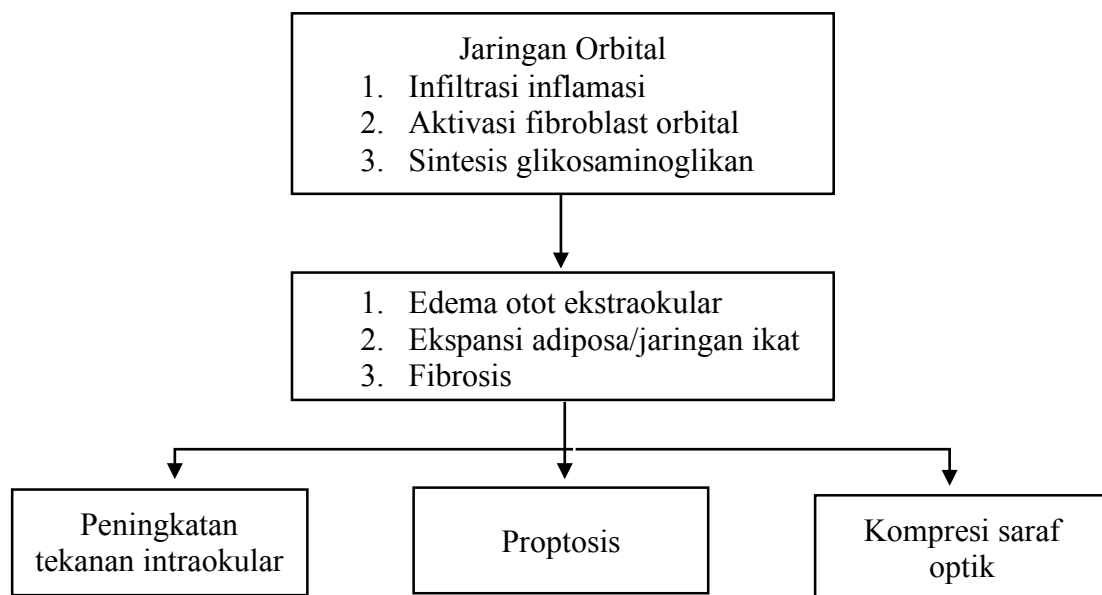 Jaringan Orbital
1. Infiltrasi inflamasi
2. Aktivasi fibroblast orbital
3. Sintesis glikosaminoglikan
1. Edema otot ekstraokular
2. Ekspansi adiposa/jaringan ikat
3. Fibrosis
Peningkatan
tekanan intraokular
Proptosis
Kompresi saraf
optik